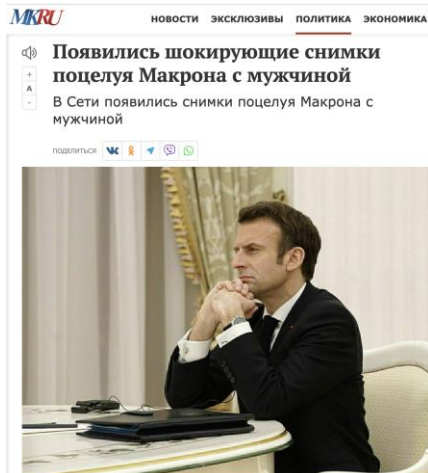 MKRU НОВОСТИ ЭКСКЛЮЗИВЫ ПОЛИТИКА ЭКОНОМИКА
Появились шокирующие снимки
поцелуя Макрона с мужчиной
+
А
-
В Сети появились снимки поцелуя Макрона с
мужчиной
ПОДЕЛИТЬСЯ